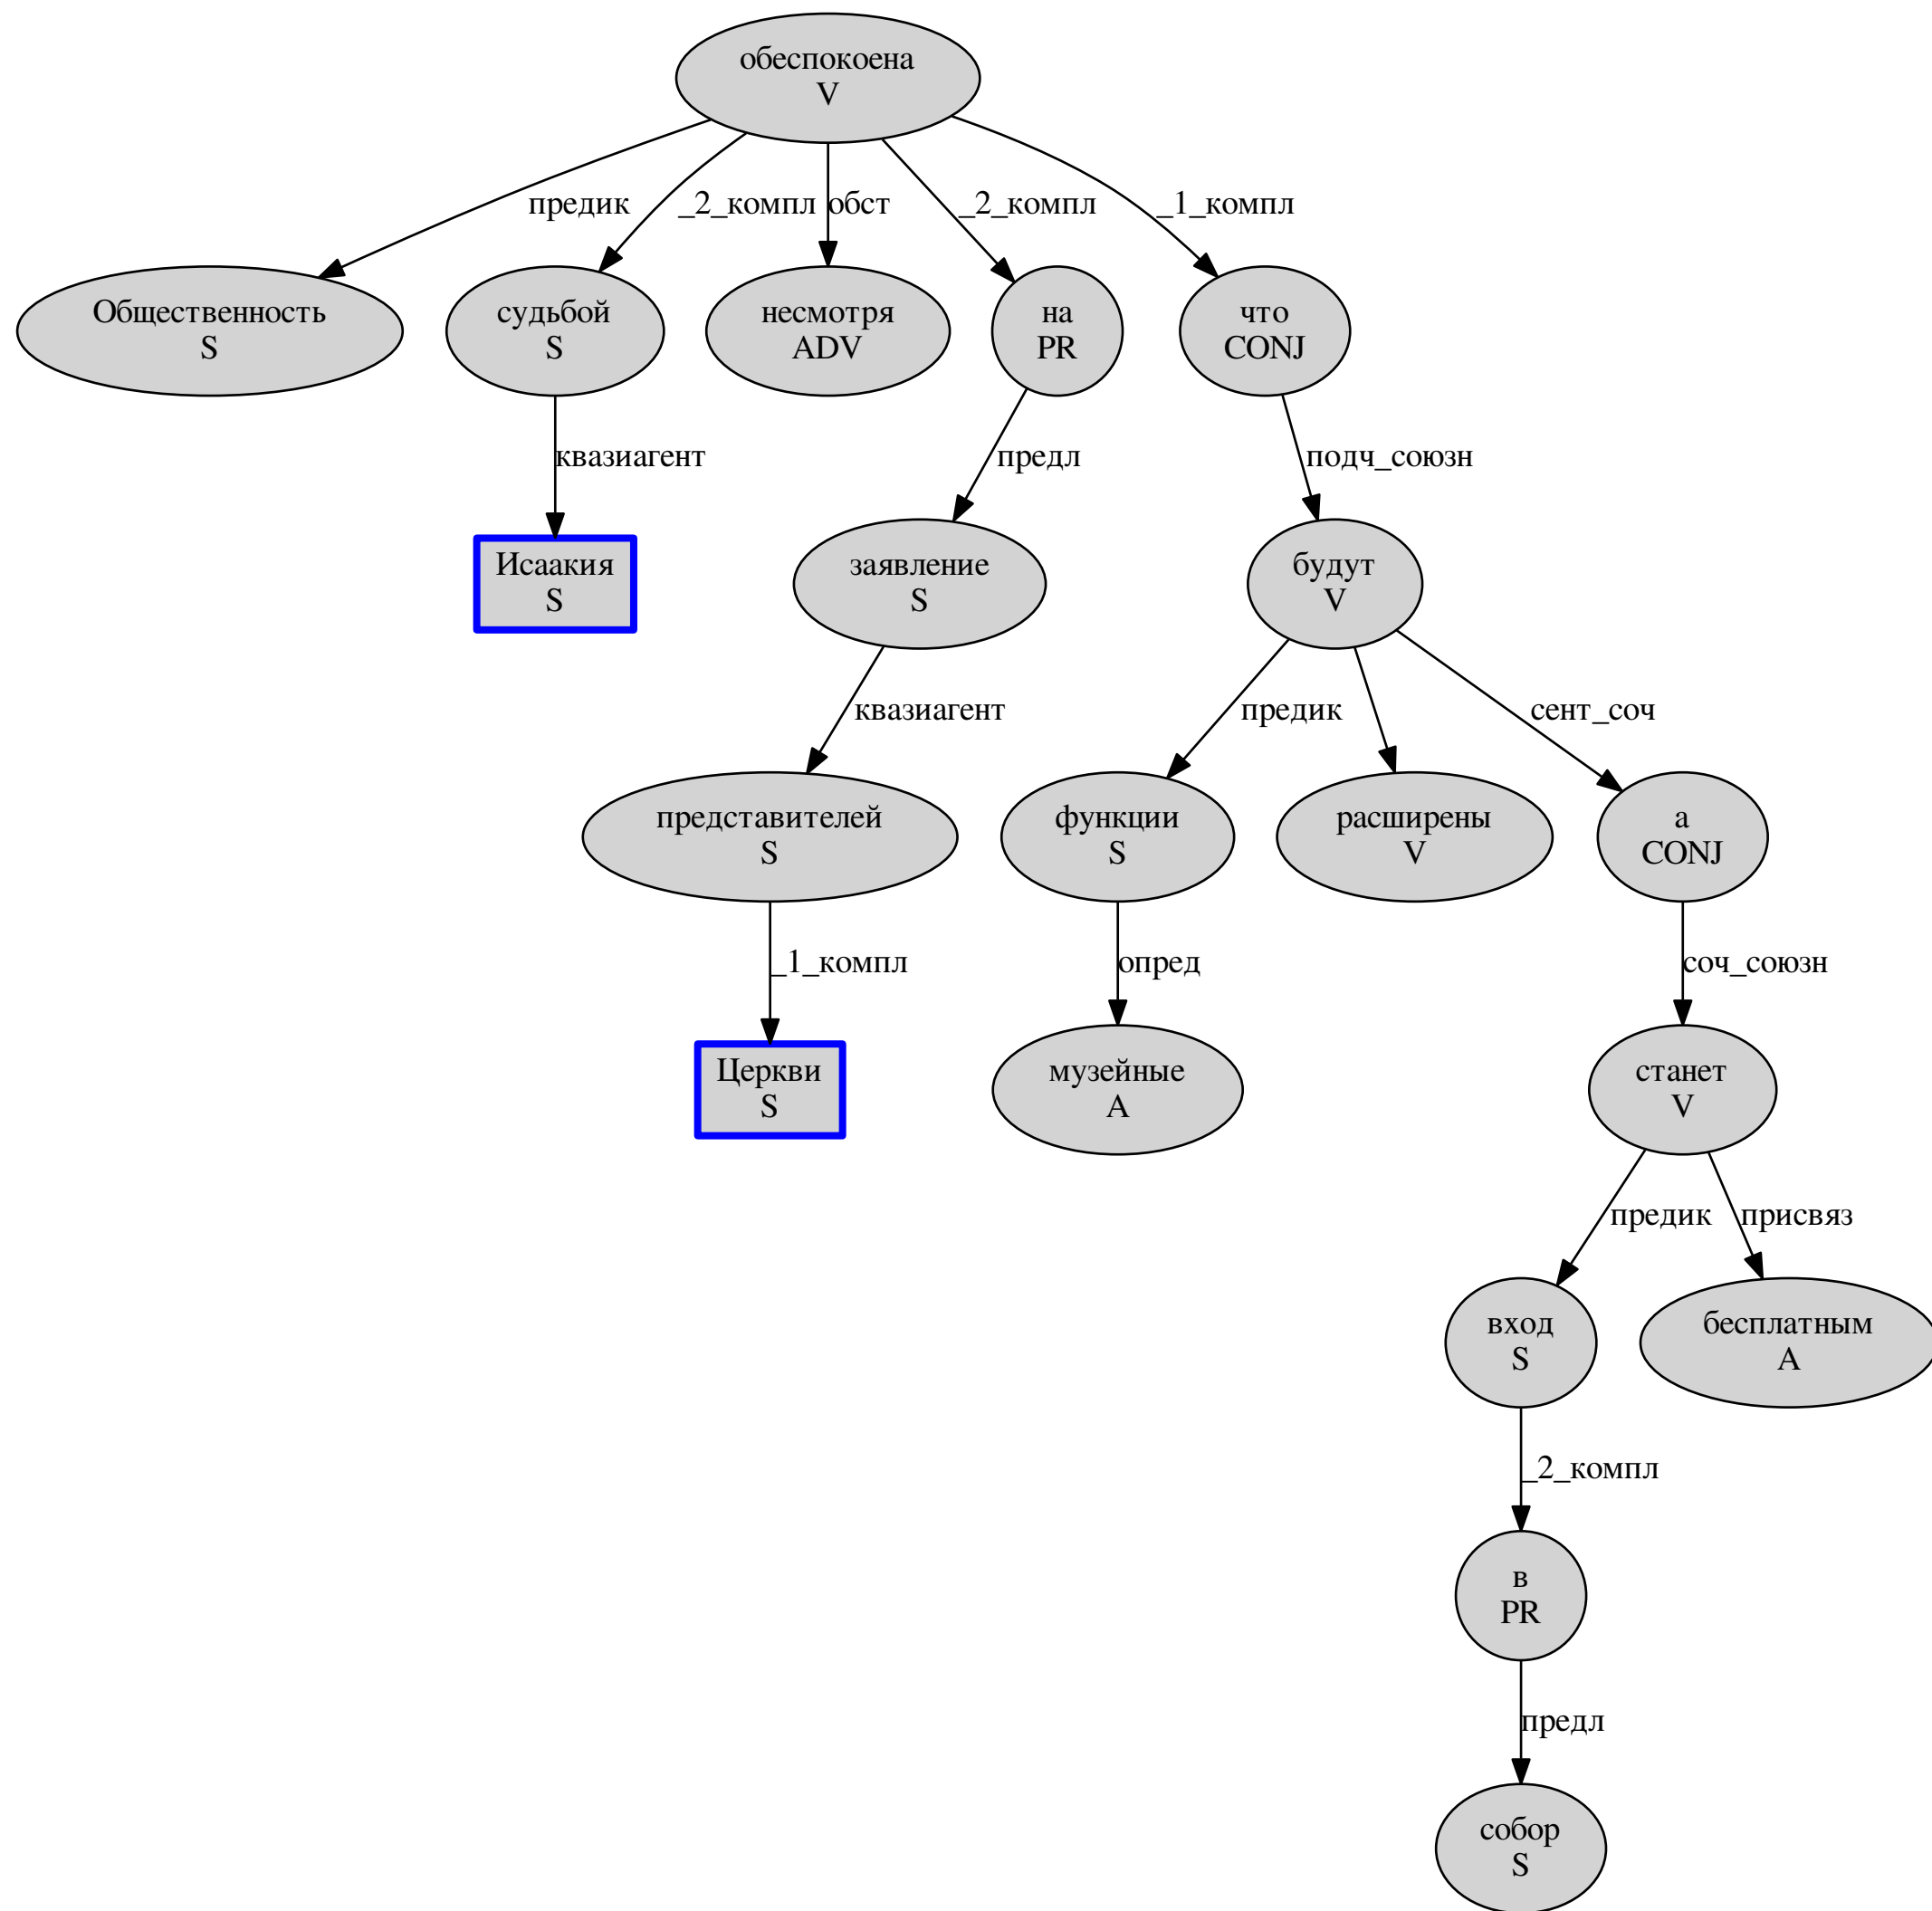 обеспокоена
V
предик
_2_компл
обст
_2_компл
_1_компл
Общественность
S
судьбой
S
несмотря
ADV
на
PR
что
CONJ
квазиагент
предл
подч_союзн
Исаакия
S
заявление
S
будут
V
квазиагент
предик
сент_соч
представителей
S
функции
S
расширены
V
а
CONJ
_1_компл
опред
соч_союзн
Церкви
S
музейные
A
станет
V
предик
присвяз
вход
S
бесплатным
A
_2_компл
в
PR
предл
собор
S